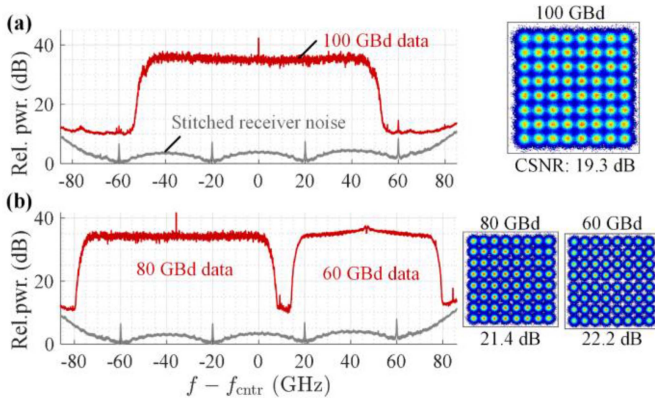 (a)
Rel. pwr. (dB)
40
20
0
100 GBd data
Stitched receiver noise
-80 -60 -40 -20 0 20 40 60 80
100 GBd
CSNR: 19.3 dB
(b)
Rel.pwr. (dB)
40
20
0
80 GBd data
60 GBd data
-80 -60 -40 -20 0 20 40 60 80
f − fcntr (GHz)
80 GBd
60 GBd
21.4 dB
22.2 dB